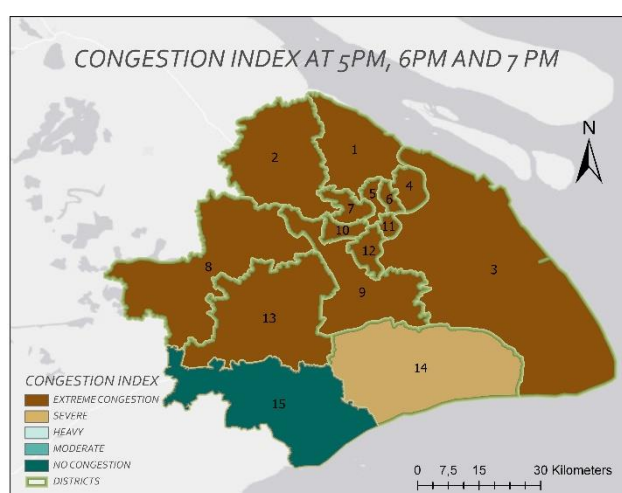 CONGESTION INDEX AT 5PM, 6PM AND 7 PM
N
1
2
4
5
6
7
3
10
11
12
8
9
13
14
15
CONGESTION INDEX
EXTREME CONGESTION
SEVERE
HEAVY
MODERATE
NO CONGESTION
DISTRICTS
0 7,5 15 30 Kilometers